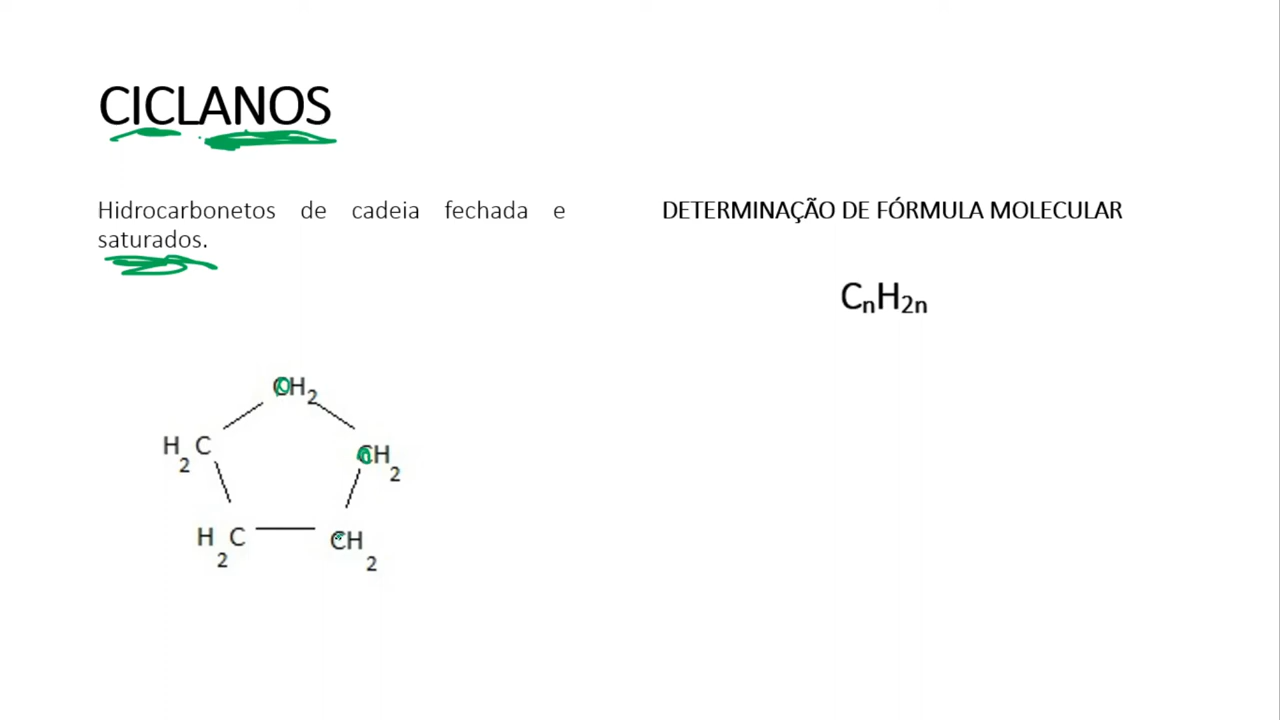 CICLANOS
Hidrocarbonetos de cadeia fechada e
saturados.
DETERMINAÇÃO DE FÓRMULA MOLECULAR
CₙH₂ₙ
CH₂
H₂C
CH₂
H₂C
CH₂